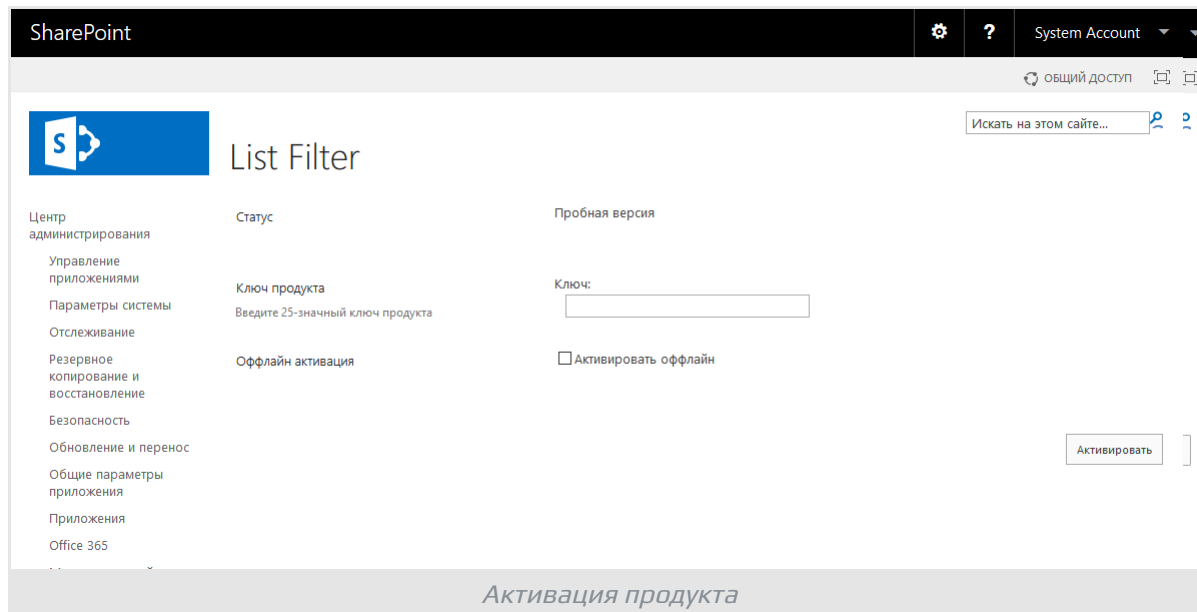 SharePoint
? System Account
ОБЩИЙ ДОСТУП
Искать на этом сайте...
S
List Filter
Центр
администрирования
Управление
приложениями
Параметры системы
Отслеживание
Резервное
копирование и
восстановление
Безопасность
Обновление и перенос
Общие параметры
приложения
Приложения
Office 365
Статус
Пробная версия
Ключ продукта
Введите 25-значный ключ продукта
Ключ:
Оффлайн активация
Активировать оффлайн
Активировать
Активация продукта